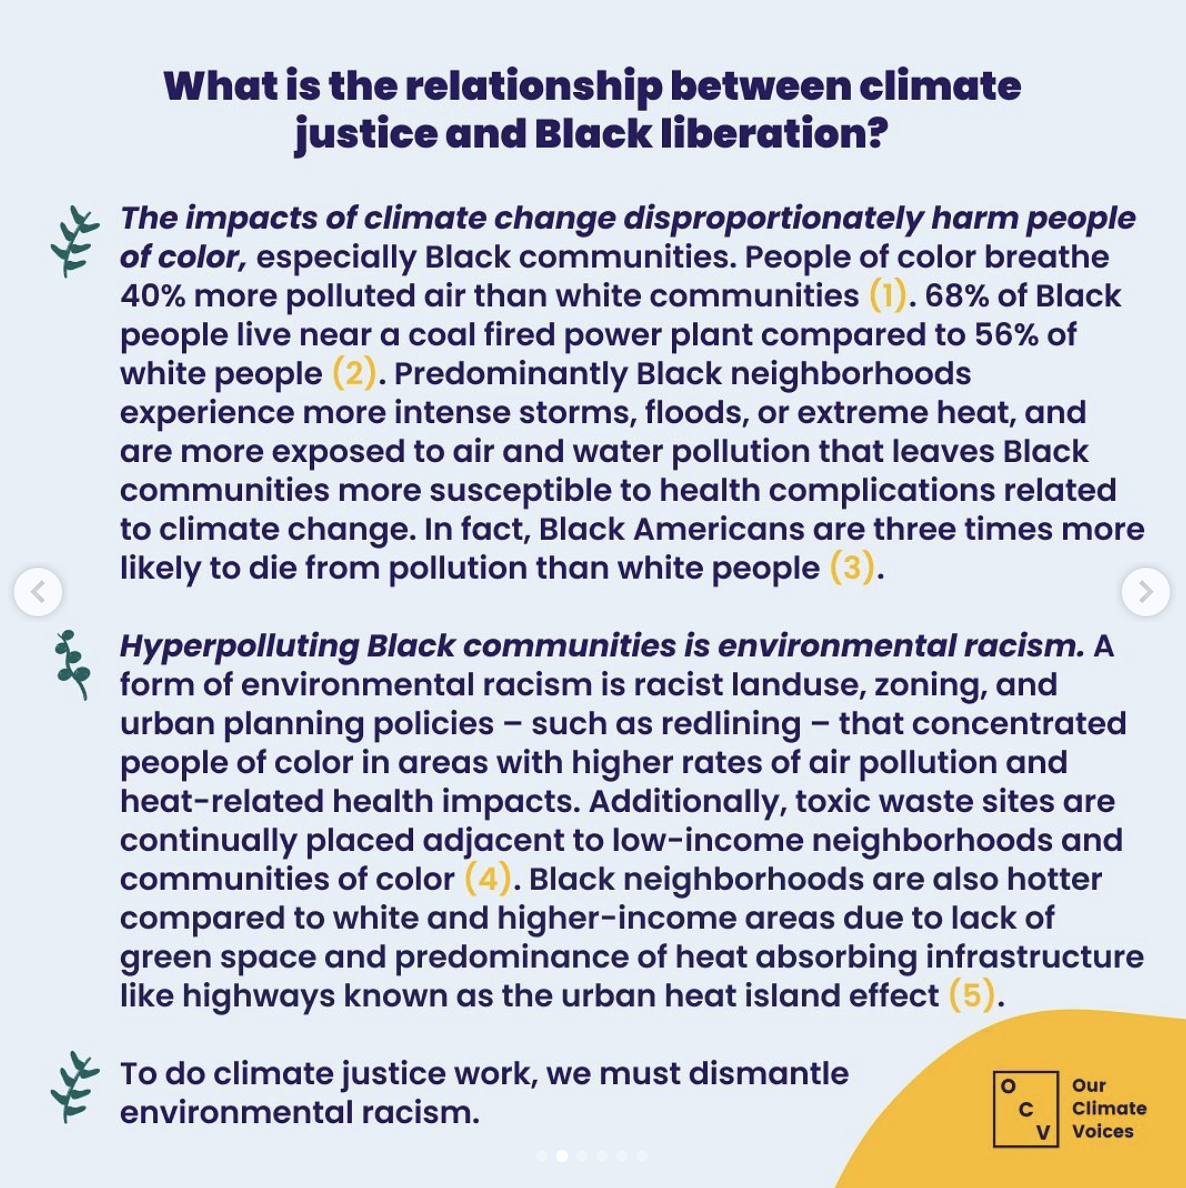 What is the relationship between climate
justice and Black liberation?
The impacts of climate change disproportionately harm people
of color, especially Black communities. People of color breathe
40% more polluted air than white communities (1). 68% of Black
people live near a coal fired power plant compared to 56% of
white people (2). Predominantly Black neighborhoods
experience more intense storms, floods, or extreme heat, and
are more exposed to air and water pollution that leaves Black
communities more susceptible to health complications related
to climate change. In fact, Black Americans are three times more
likely to die from pollution than white people (3).
Hyperpolluting Black communities is environmental racism. A
form of environmental racism is racist landuse, zoning, and
urban planning policies – such as redlining – that concentrated
people of color in areas with higher rates of air pollution and
heat-related health impacts. Additionally, toxic waste sites are
continually placed adjacent to low-income neighborhoods and
communities of color (4). Black neighborhoods are also hotter
compared to white and higher-income areas due to lack of
green space and predominance of heat absorbing infrastructure
like highways known as the urban heat island effect (5).
To do climate justice work, we must dismantle
environmental racism.
O
C
V
Our
Climate
Voices